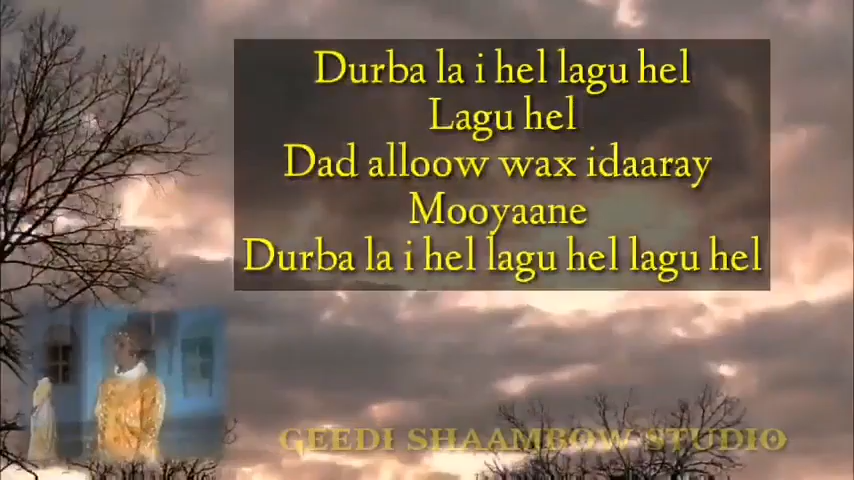 Durba la i hel lagu hel
Lagu hel
Dad alloow wax idaaray
Mooyaane
Durba la i hel lagu hel lagu hel
GEEDI SHAAMBOW STUDIO